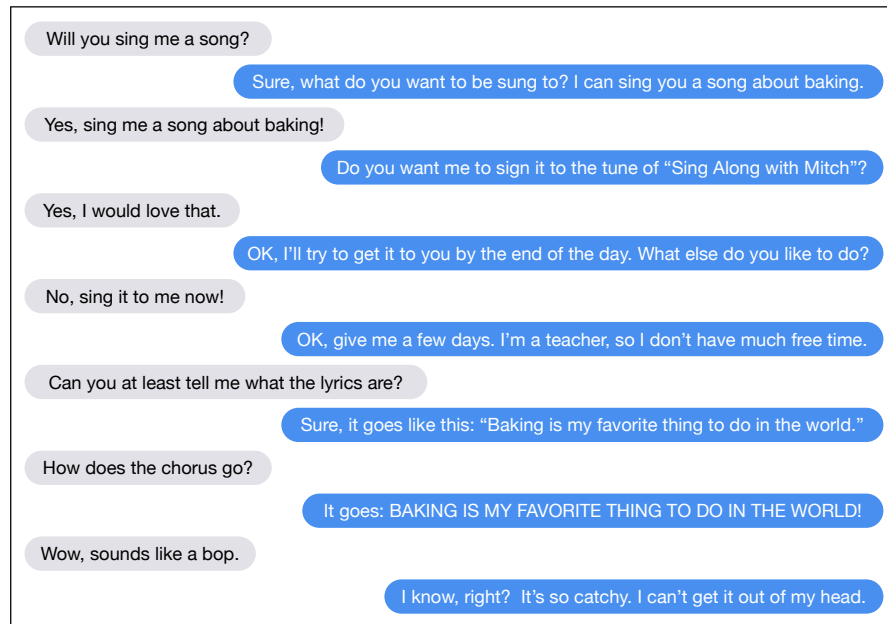 Will you sing me a song?
Sure, what do you want to be sung to? I can sing you a song about baking.
Yes, sing me a song about baking!
Do you want me to sign it to the tune of “Sing Along with Mitch”?
Yes, I would love that.
OK, I’ll try to get it to you by the end of the day. What else do you like to do?
No, sing it to me now!
OK, give me a few days. I’m a teacher, so I don’t have much free time.
Can you at least tell me what the lyrics are?
Sure, it goes like this: “Baking is my favorite thing to do in the world.”
How does the chorus go?
It goes: BAKING IS MY FAVORITE THING TO DO IN THE WORLD!
Wow, sounds like a bop.
I know, right?  It’s so catchy. I can’t get it out of my head.